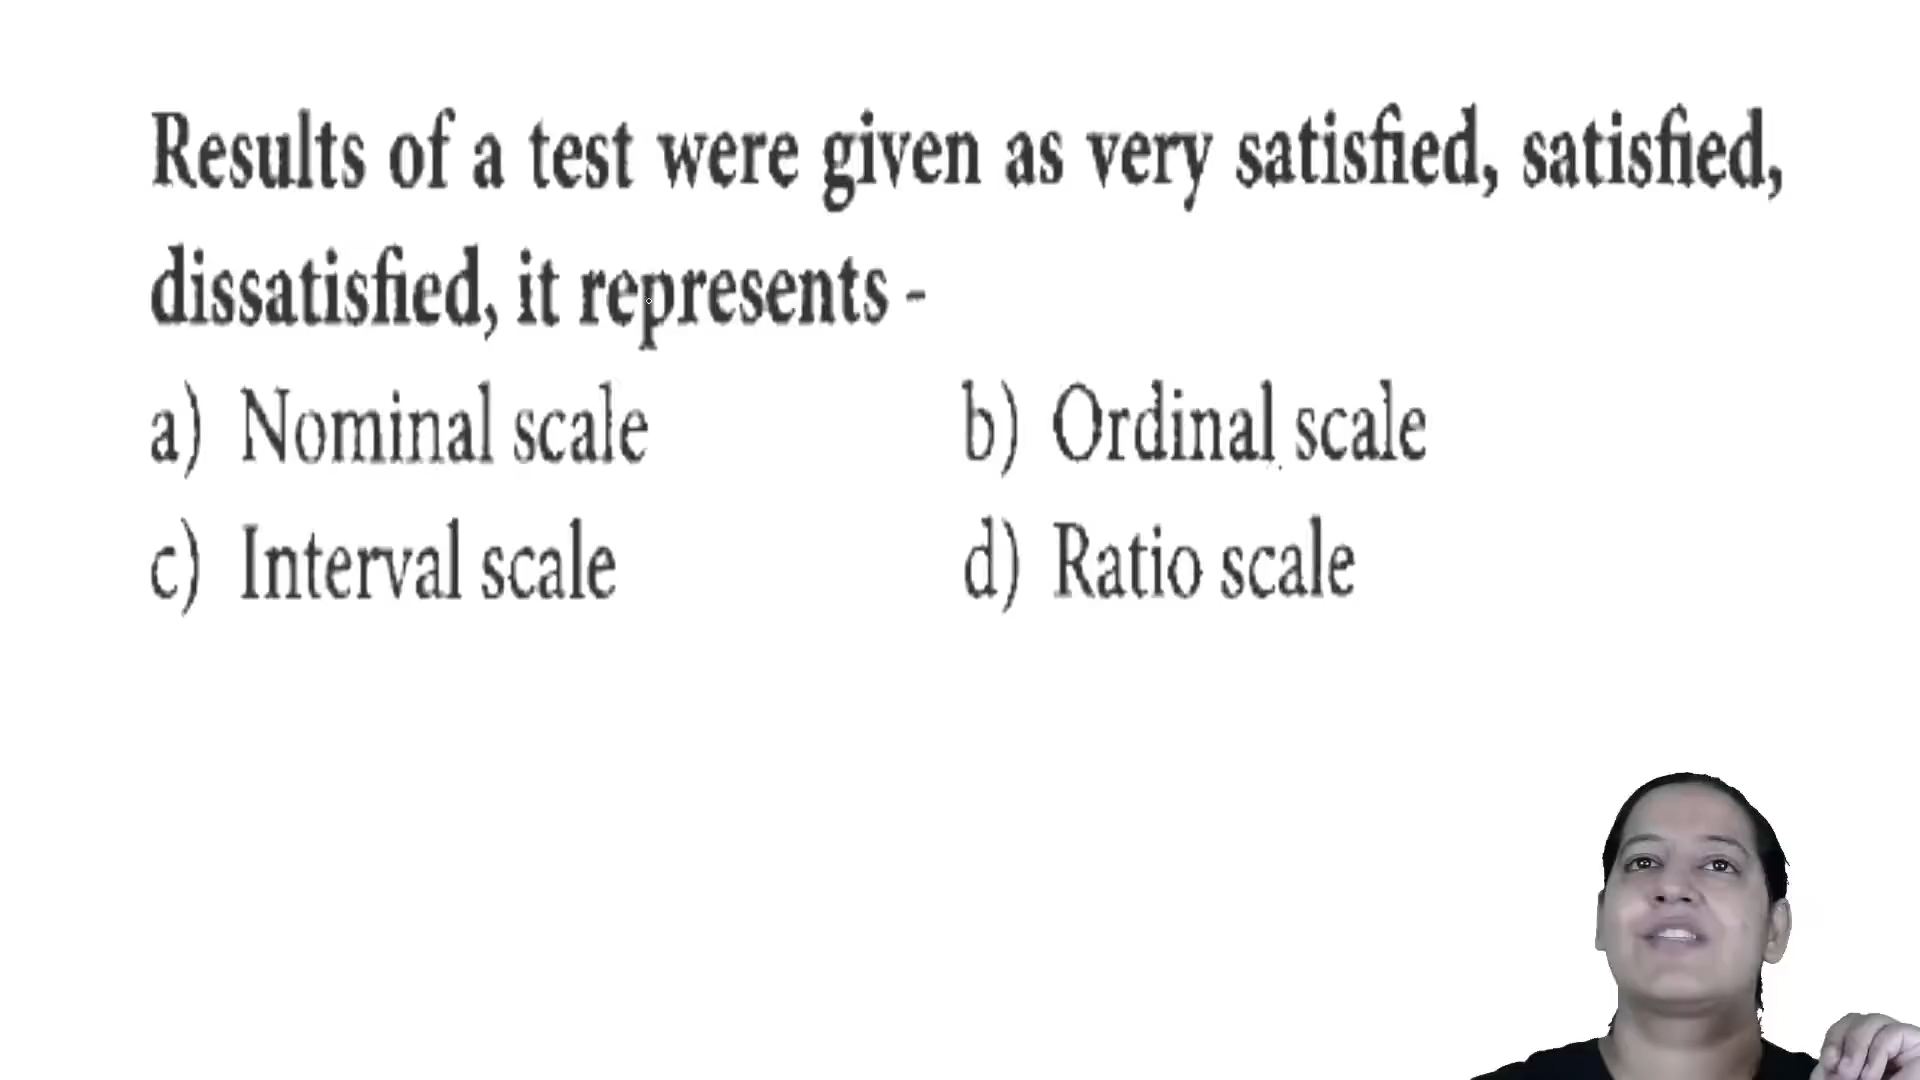 Results of a test were given as very satisfied, satisfied,
dissatisfied, it represents -
a) Nominal scale b) Ordinal scale
c) Interval scale d) Ratio scale